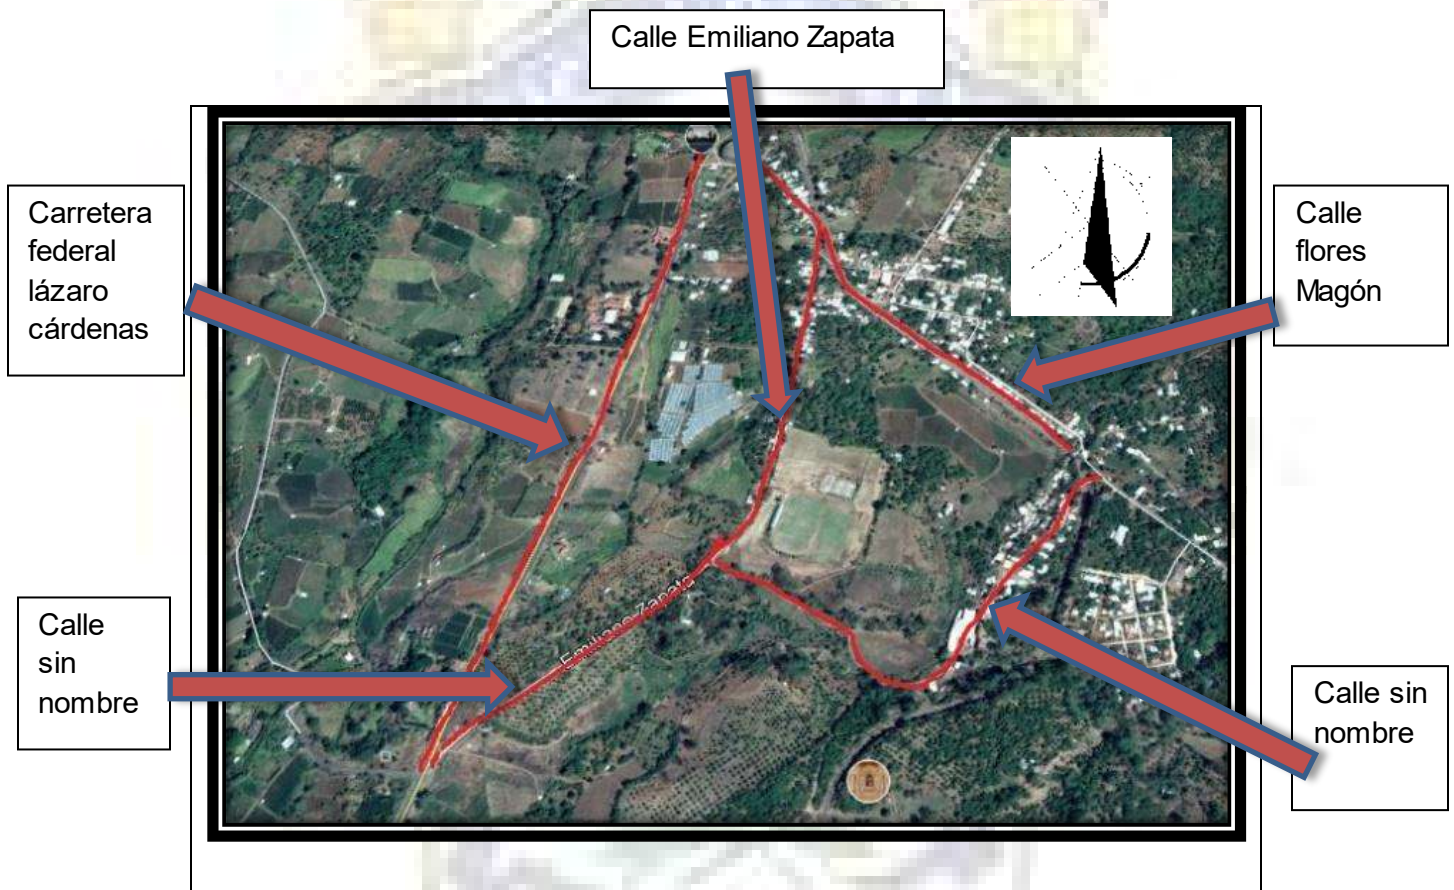 Calle Emiliano Zapata
Carretera
federal
lázaro
cárdenas
Calle
flores
Magón
Emiliano Zapata
Calle
sin
nombre
Calle sin
nombre